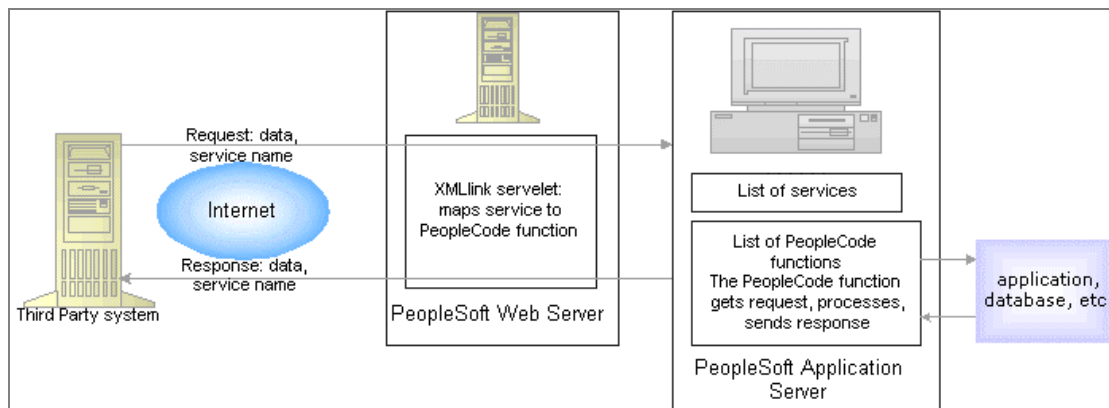 Request: data,
service name
Internet
Response: data,
service name
Third Party system
XMLlink servelet:
maps service to
PeopleCode function
PeopleSoft Web Server
List of services
List of PeopleCode
functions
The PeopleCode function
gets request, processes,
sends response
PeopleSoft Application
Server
application,
database, etc